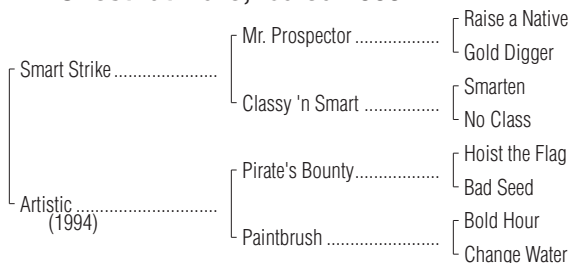 Raise a Native
Mr. Prospector
Gold Digger
Smart Strike
Smarten
Classy 'n Smart
No Class
Hoist the Flag
Pirate's Bounty
Bad Seed
Artistic
(1994)
Bold Hour
Paintbrush
Change Water